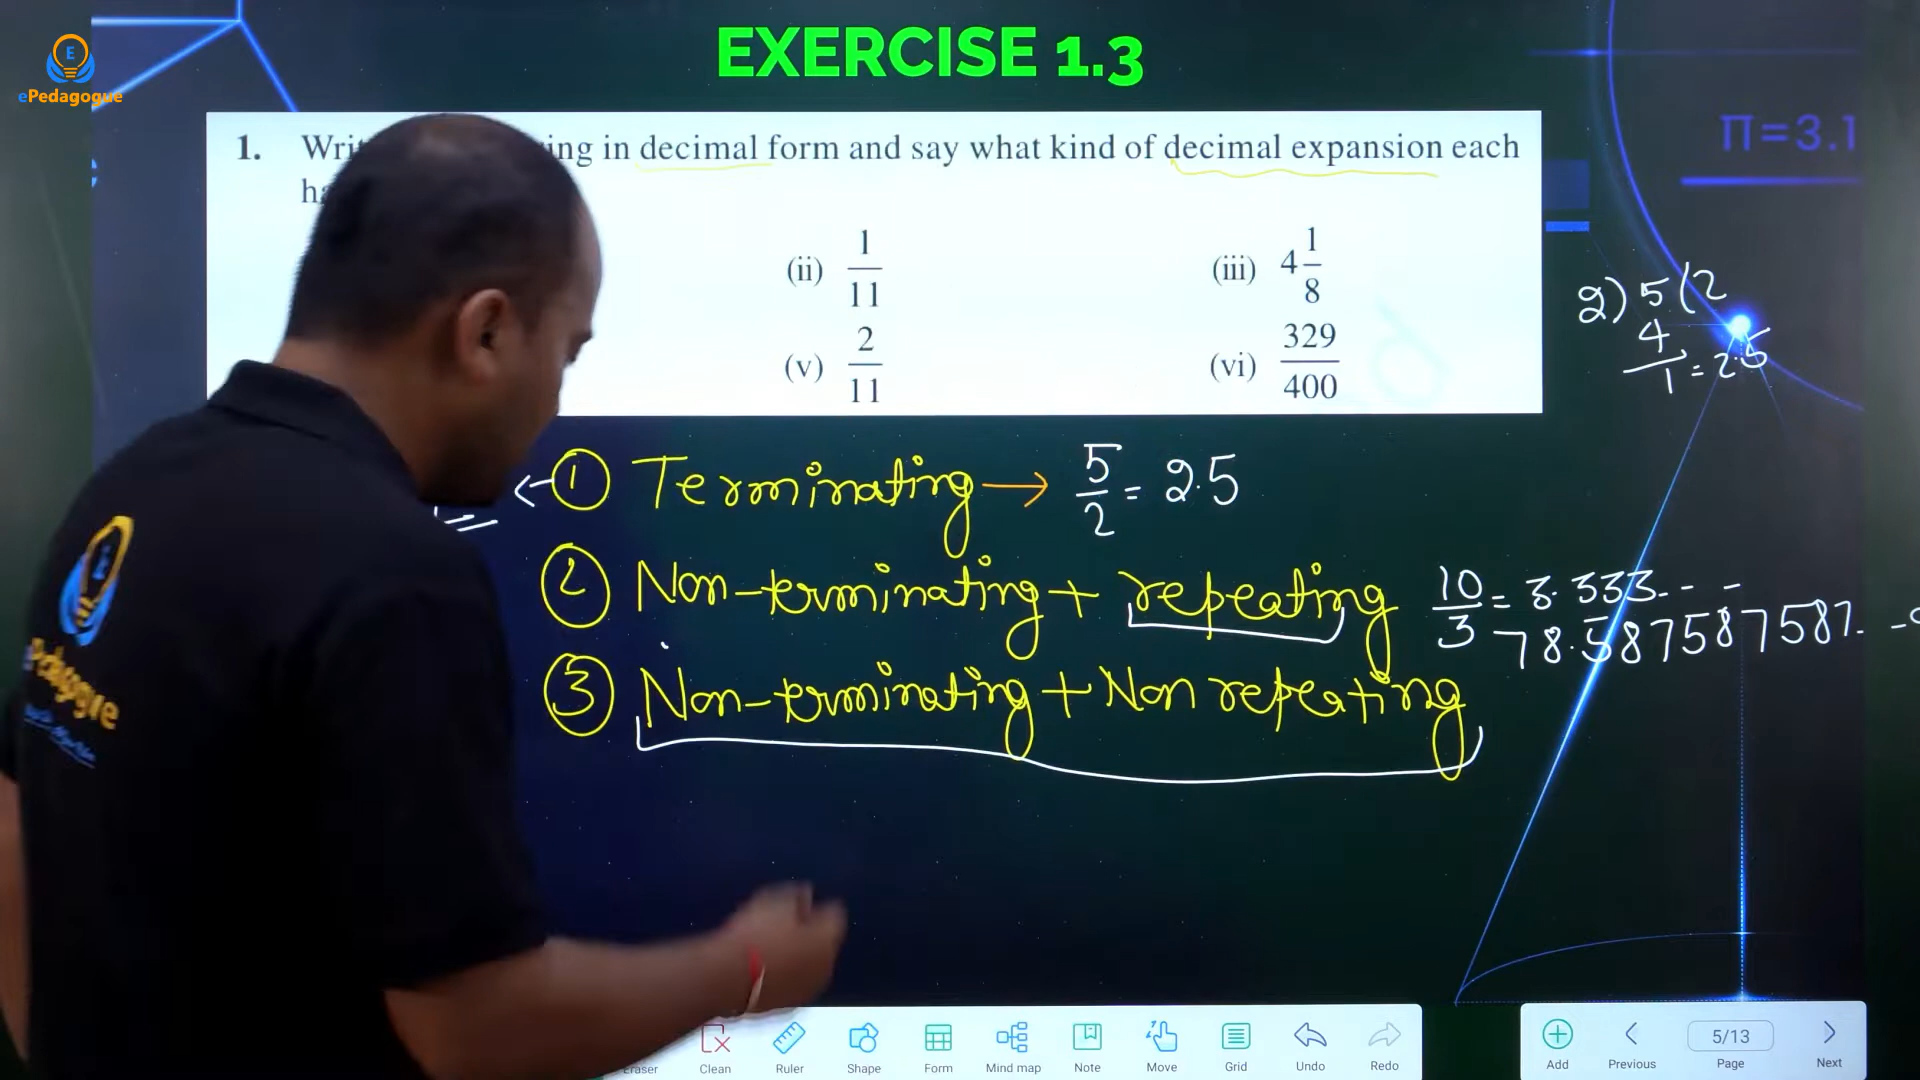 EXERCISE 1.3
E
ePedagogue
1. ing in decimal form and say what kind of decimal expansion each
Π=3.1
(ii) 1/11 (iii) 4 1/8
(v) 2/11 (vi) 329/400
2) 5 (2
4
1 = 2.5
① Terminating → 5/2 = 2.5
② Non-terminating + repeating 10/3 = 3.333---
78.587587587.--
③ Non-terminating + Non repeating
Clean Ruler Shape Form Mind map Note Move Grid Undo Redo
Add Previous 5/13 Page Next